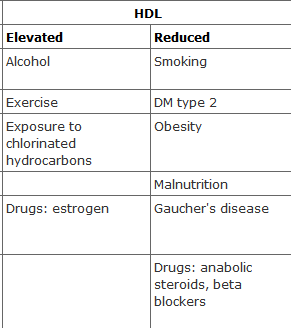 HDL
Elevated Reduced
Alcohol Smoking
Exercise DM type 2
Exposure to Obesity
chlorinated
hydrocarbons
Malnutrition
Drugs: estrogen Gaucher's disease
Drugs: anabolic
steroids, beta
blockers